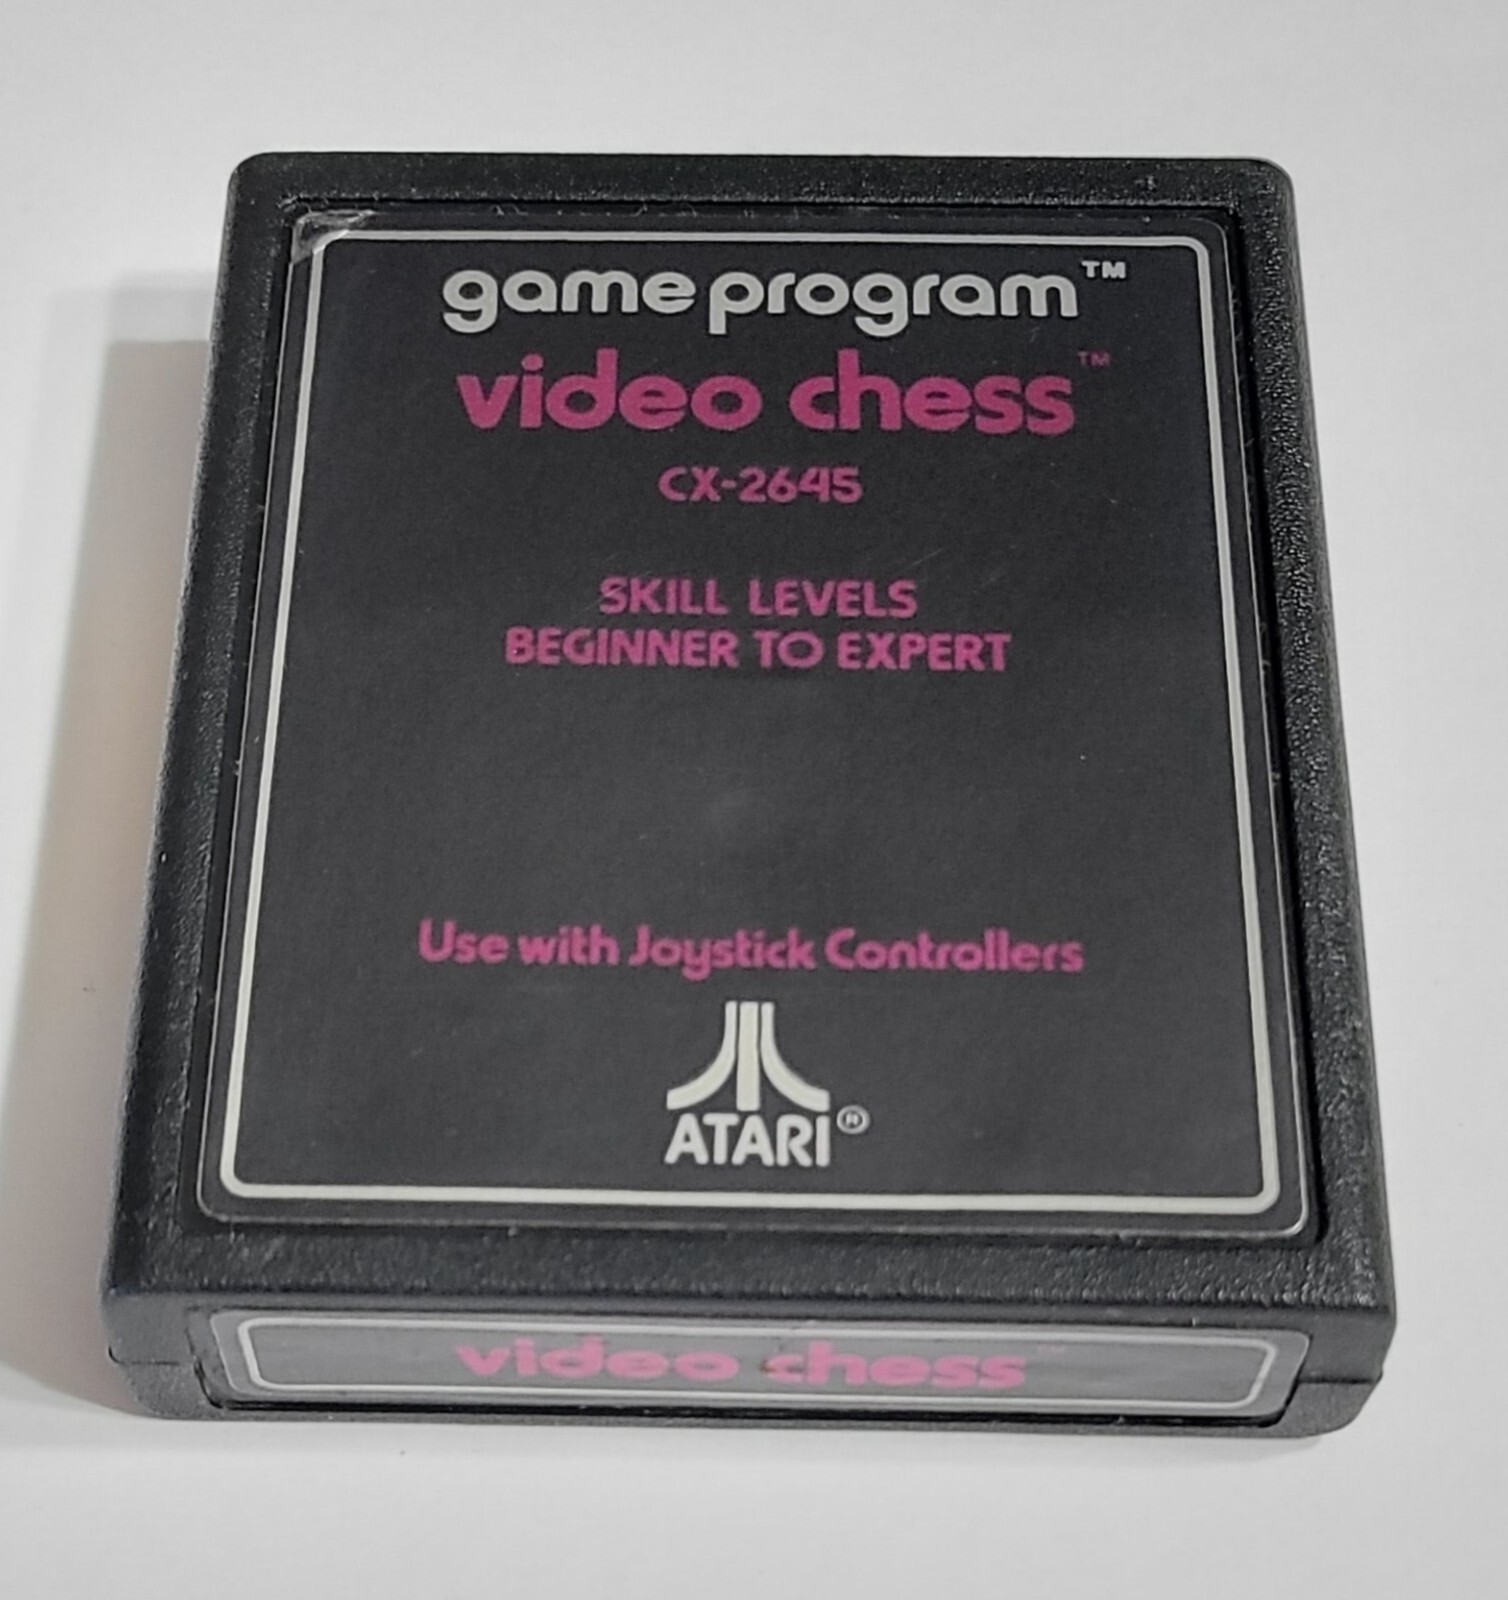 game program™
video chess™
CX-2645
SKILL LEVELS
BEGINNER TO EXPERT
Use with Joystick Controllers
ATARI®
video chess™